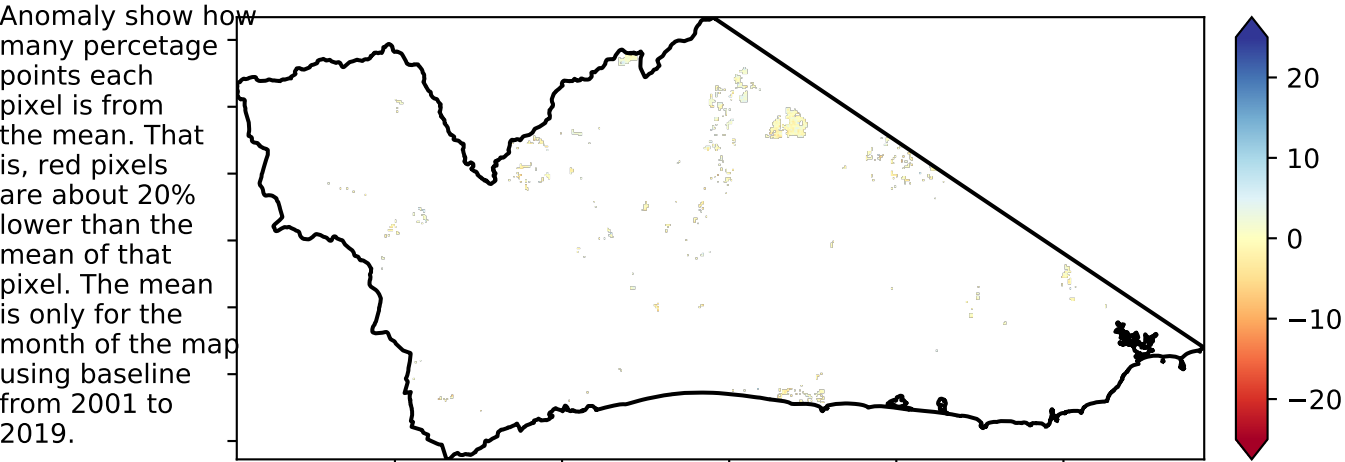 Anomaly show how
many percetage
points each
pixel is from
the mean. That
is, red pixels
are about 20%
lower than the
mean of that
pixel. The mean
is only for the
month of the map
using baseline
from 2001 to
2019.
20
10
0
−10
−20